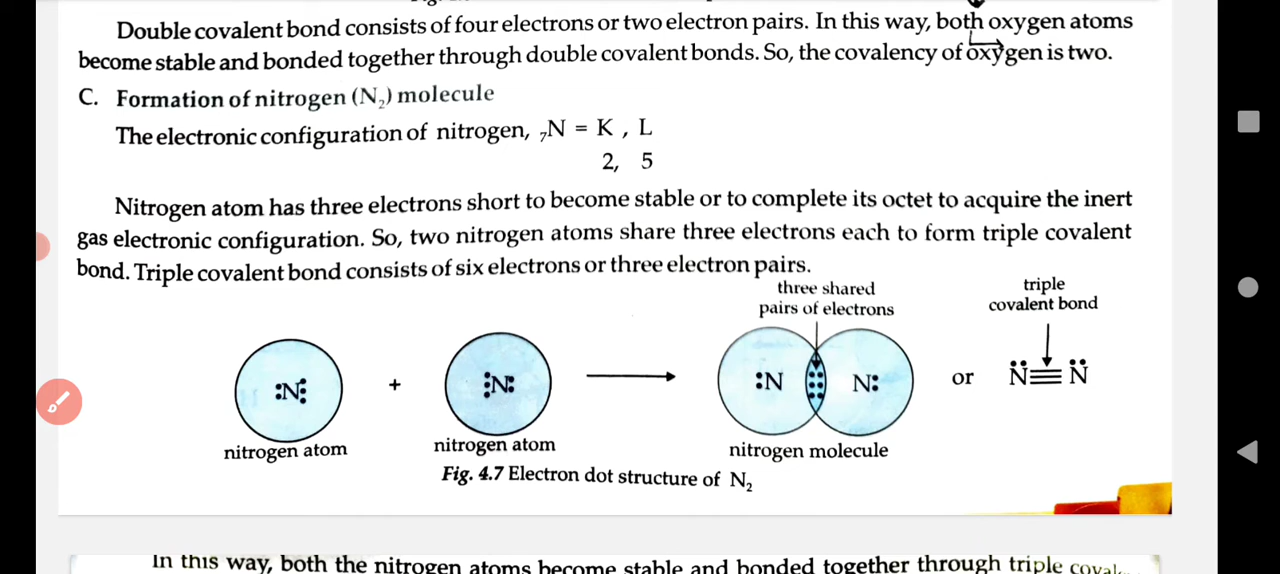 Double covalent bond consists of four electrons or two electron pairs. In this way, both oxygen atoms
become stable and bonded together through double covalent bonds. So, the covalency of oxygen is two.
C. Formation of nitrogen (N₂) molecule
The electronic configuration of nitrogen, ₇N = K , L
2, 5
Nitrogen atom has three electrons short to become stable or to complete its octet to acquire the inert
gas electronic configuration. So, two nitrogen atoms share three electrons each to form triple covalent
bond. Triple covalent bond consists of six electrons or three electron pairs.
three shared
pairs of electrons
triple
covalent bond
:N⋮ + ⋮N: :N N: or N̈≡N̈
nitrogen atom nitrogen atom nitrogen molecule
Fig. 4.7 Electron dot structure of N₂
In this way, both the nitrogen atoms become stable and bonded together through triple